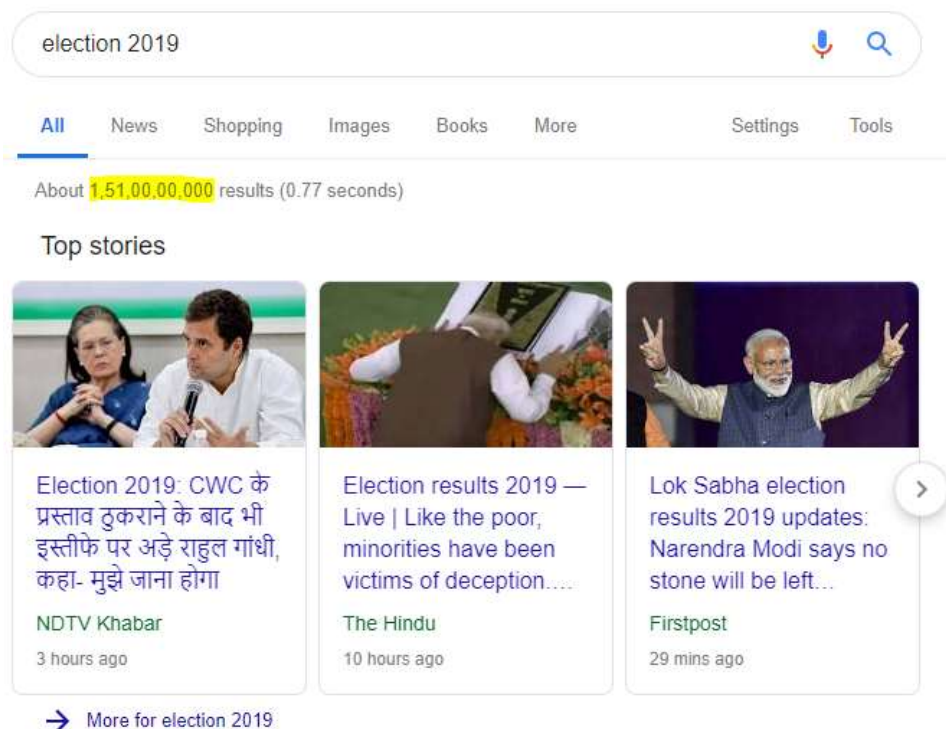 election 2019
All News Shopping Images Books More Settings Tools
About 1,51,00,00,000 results (0.77 seconds)
Top stories
Election 2019: CWC के
प्रस्ताव ठुकराने के बाद भी
इस्तीफे पर अड़े राहुल गांधी,
कहा- मुझे जाना होगा
NDTV Khabar
3 hours ago
Election results 2019 —
Live | Like the poor,
minorities have been
victims of deception....
The Hindu
10 hours ago
Lok Sabha election
results 2019 updates:
Narendra Modi says no
stone will be left...
Firstpost
29 mins ago
More for election 2019